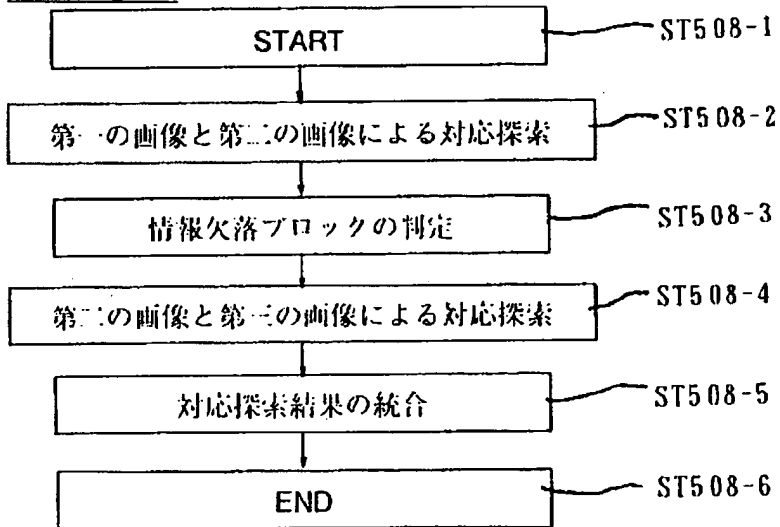 START ST508-1
第一の画像と第二の画像による対応探索 ST508-2
情報欠落ブロックの判定 ST508-3
第二の画像と第三の画像による対応探索 ST508-4
対応探索結果の統合 ST508-5
END ST508-6